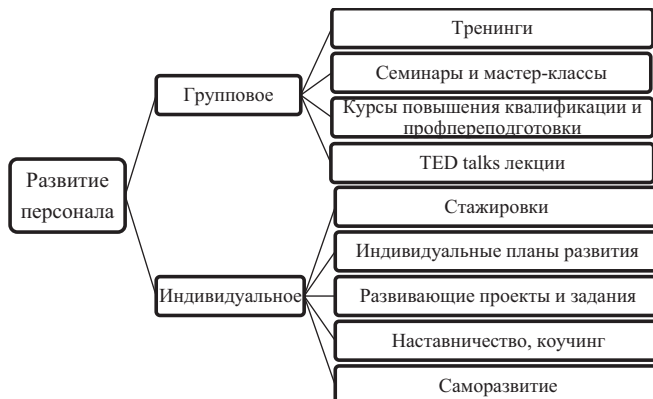 Развитие
персонала
Групповое
Тренинги
Семинары и мастер-классы
Курсы повышения квалификации и
профпереподготовки
TED talks лекции
Индивидуальное
Стажировки
Индивидуальные планы развития
Развивающие проекты и задания
Наставничество, коучинг
Саморазвитие